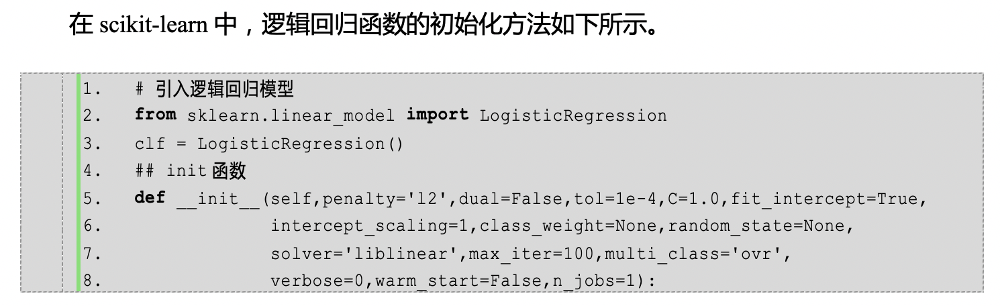 在 scikit-learn 中，逻辑回归函数的初始化方法如下所示。
1. # 引入逻辑回归模型
2. from sklearn.linear_model import LogisticRegression
3. clf = LogisticRegression()
4. ## init 函数
5. def __init__(self,penalty='l2',dual=False,tol=1e-4,C=1.0,fit_intercept=True,
6. intercept_scaling=1,class_weight=None,random_state=None,
7. solver='liblinear',max_iter=100,multi_class='ovr',
8. verbose=0,warm_start=False,n_jobs=1):